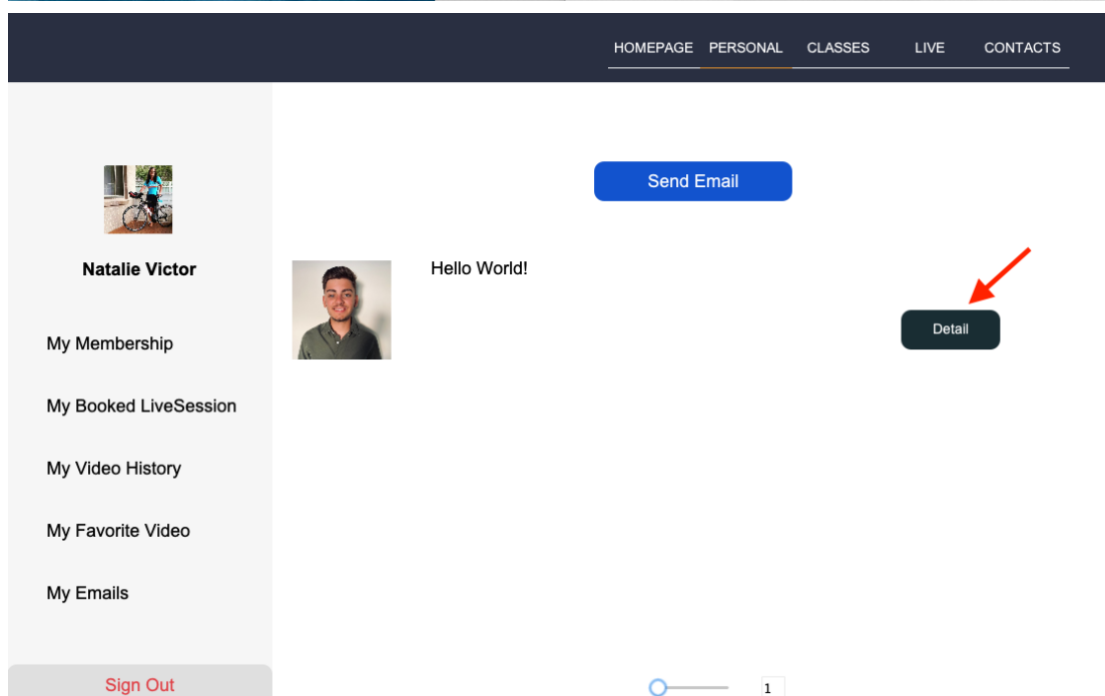 HOMEPAGE PERSONAL CLASSES LIVE CONTACTS
Send Email
Natalie Victor
Hello World!
Detail
My Membership
My Booked LiveSession
My Video History
My Favorite Video
My Emails
Sign Out
1